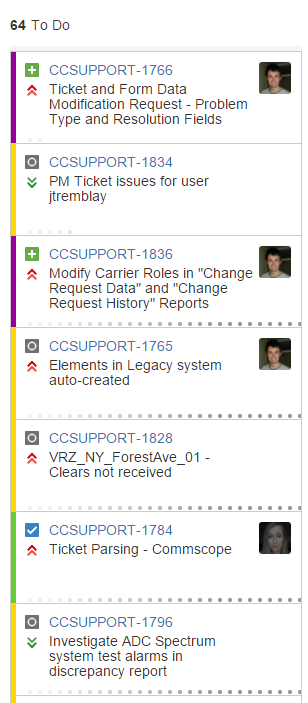 64 To Do
CCSUPPORT-1766
Ticket and Form Data
Modification Request - Problem
Type and Resolution Fields
CCSUPPORT-1834
PM Ticket issues for user
jtremblay
CCSUPPORT-1836
Modify Carrier Roles in "Change
Request Data" and "Change
Request History" Reports
CCSUPPORT-1765
Elements in Legacy system
auto-created
CCSUPPORT-1828
VRZ_NY_ForestAve_01 -
Clears not received
CCSUPPORT-1784
Ticket Parsing - Commscope
CCSUPPORT-1796
Investigate ADC Spectrum
system test alarms in
discrepancy report